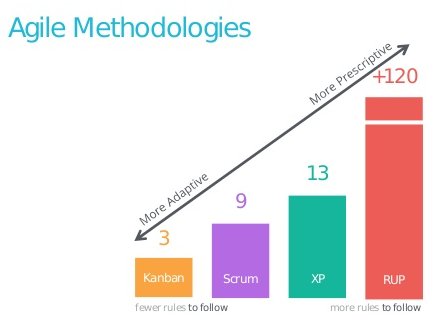 Agile Methodologies
More Prescriptive
+120
More Adaptive
13
9
3
Kanban
Scrum
XP
RUP
fewer rules to follow
more rules to follow